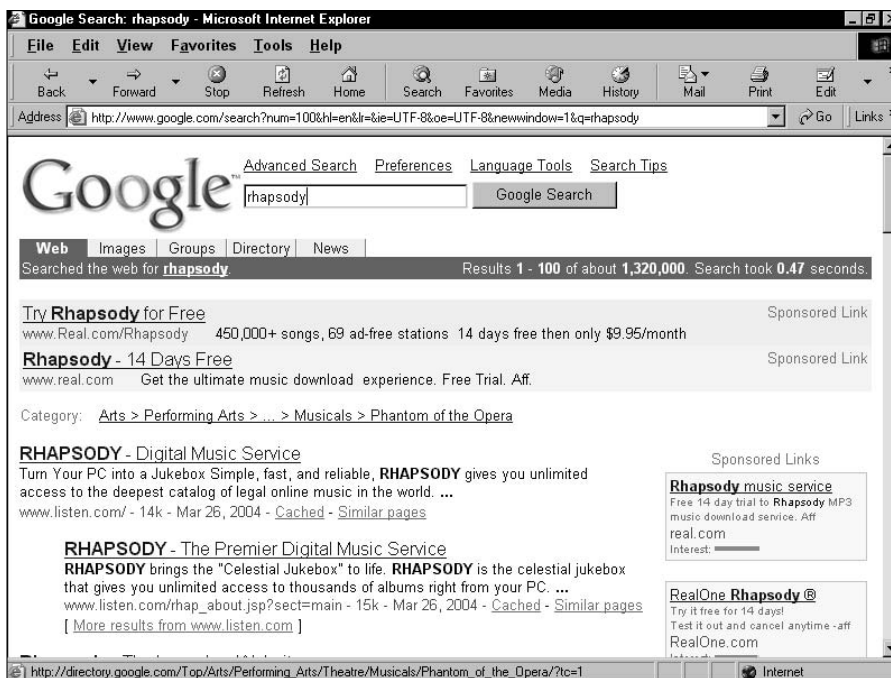 Google Search: rhapsody - Microsoft Internet Explorer
File Edit View Favorites Tools Help
Back Forward Stop Refresh Home Search Favorites Media History Mail Print Edit
Address http://www.google.com/search?num=100&hl=en&lr=&ie=UTF-8&oe=UTF-8&newwindow=1&q=rhapsody Go Links
Advanced Search Preferences Language Tools Search Tips
Google™
rhapsody Google Search
Web Images Groups Directory News
Searched the web for rhapsody. Results 1 - 100 of about 1,320,000. Search took 0.47 seconds.
Try Rhapsody for Free Sponsored Link
www.Real.com/Rhapsody 450,000+ songs, 69 ad-free stations 14 days free then only $9.95/month
Rhapsody - 14 Days Free Sponsored Link
www.real.com Get the ultimate music download experience. Free Trial. Aff.
Category: Arts > Performing Arts > ... > Musicals > Phantom of the Opera
RHAPSODY - Digital Music Service
Turn Your PC into a Jukebox Simple, fast, and reliable, RHAPSODY gives you unlimited
access to the deepest catalog of legal online music in the world. ...
www.listen.com/ - 14k - Mar 26, 2004 - Cached - Similar pages
RHAPSODY - The Premier Digital Music Service
RHAPSODY brings the "Celestial Jukebox" to life. RHAPSODY is the celestial jukebox
that gives you unlimited access to thousands of albums right from your PC. ...
www.listen.com/rhap_about.jsp?sect=main - 15k - Mar 26, 2004 - Cached - Similar pages
[ More results from www.listen.com ]
Sponsored Links
Rhapsody music service
Free 14 day trial to Rhapsody MP3
music download service. Aff
real.com
Interest:
RealOne Rhapsody ®
Try it free for 14 days!
Test it out and cancel anytime -aff
RealOne.com
http://directory.google.com/Top/Arts/Performing_Arts/Theatre/Musicals/Phantom_of_the_Opera/?tc=1 Internet